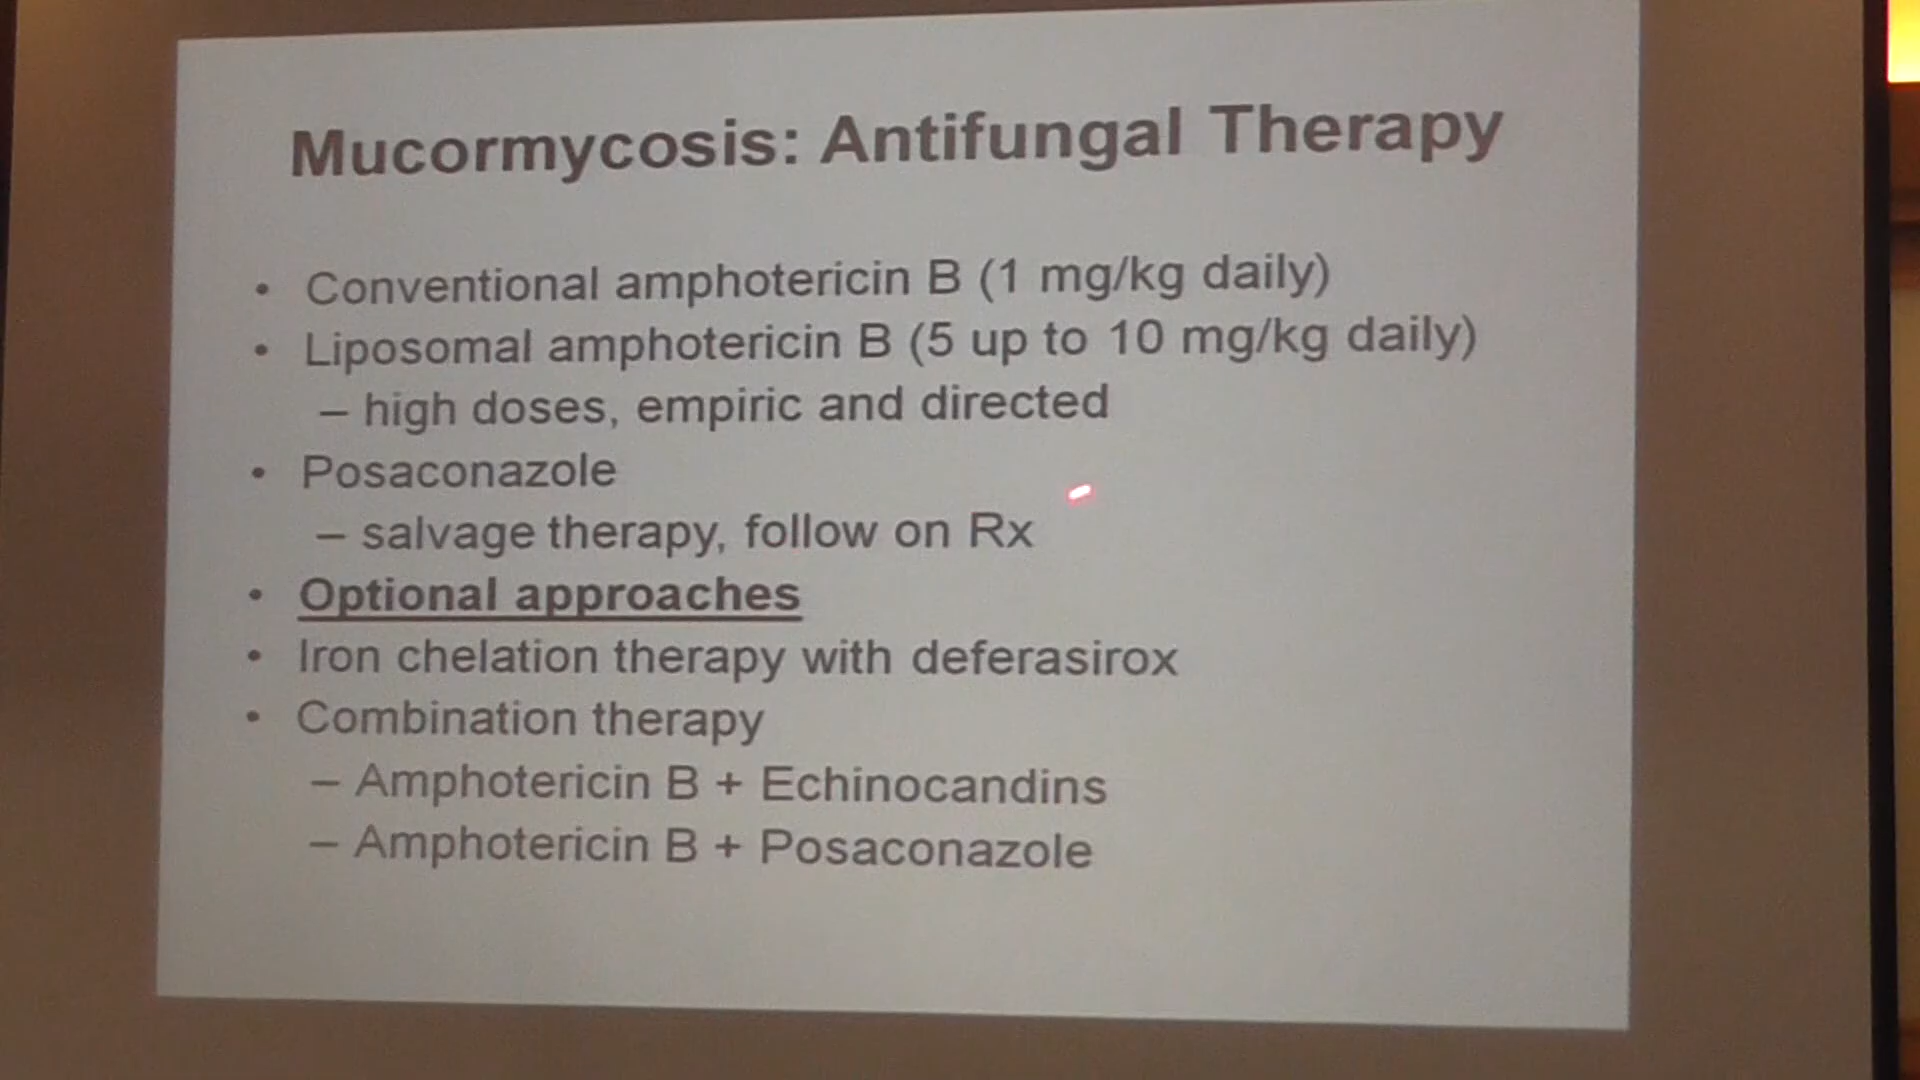 Mucormycosis: Antifungal Therapy
• Conventional amphotericin B (1 mg/kg daily)
• Liposomal amphotericin B (5 up to 10 mg/kg daily)
– high doses, empiric and directed
• Posaconazole
– salvage therapy, follow on Rx
• Optional approaches
• Iron chelation therapy with deferasirox
• Combination therapy
– Amphotericin B + Echinocandins
– Amphotericin B + Posaconazole